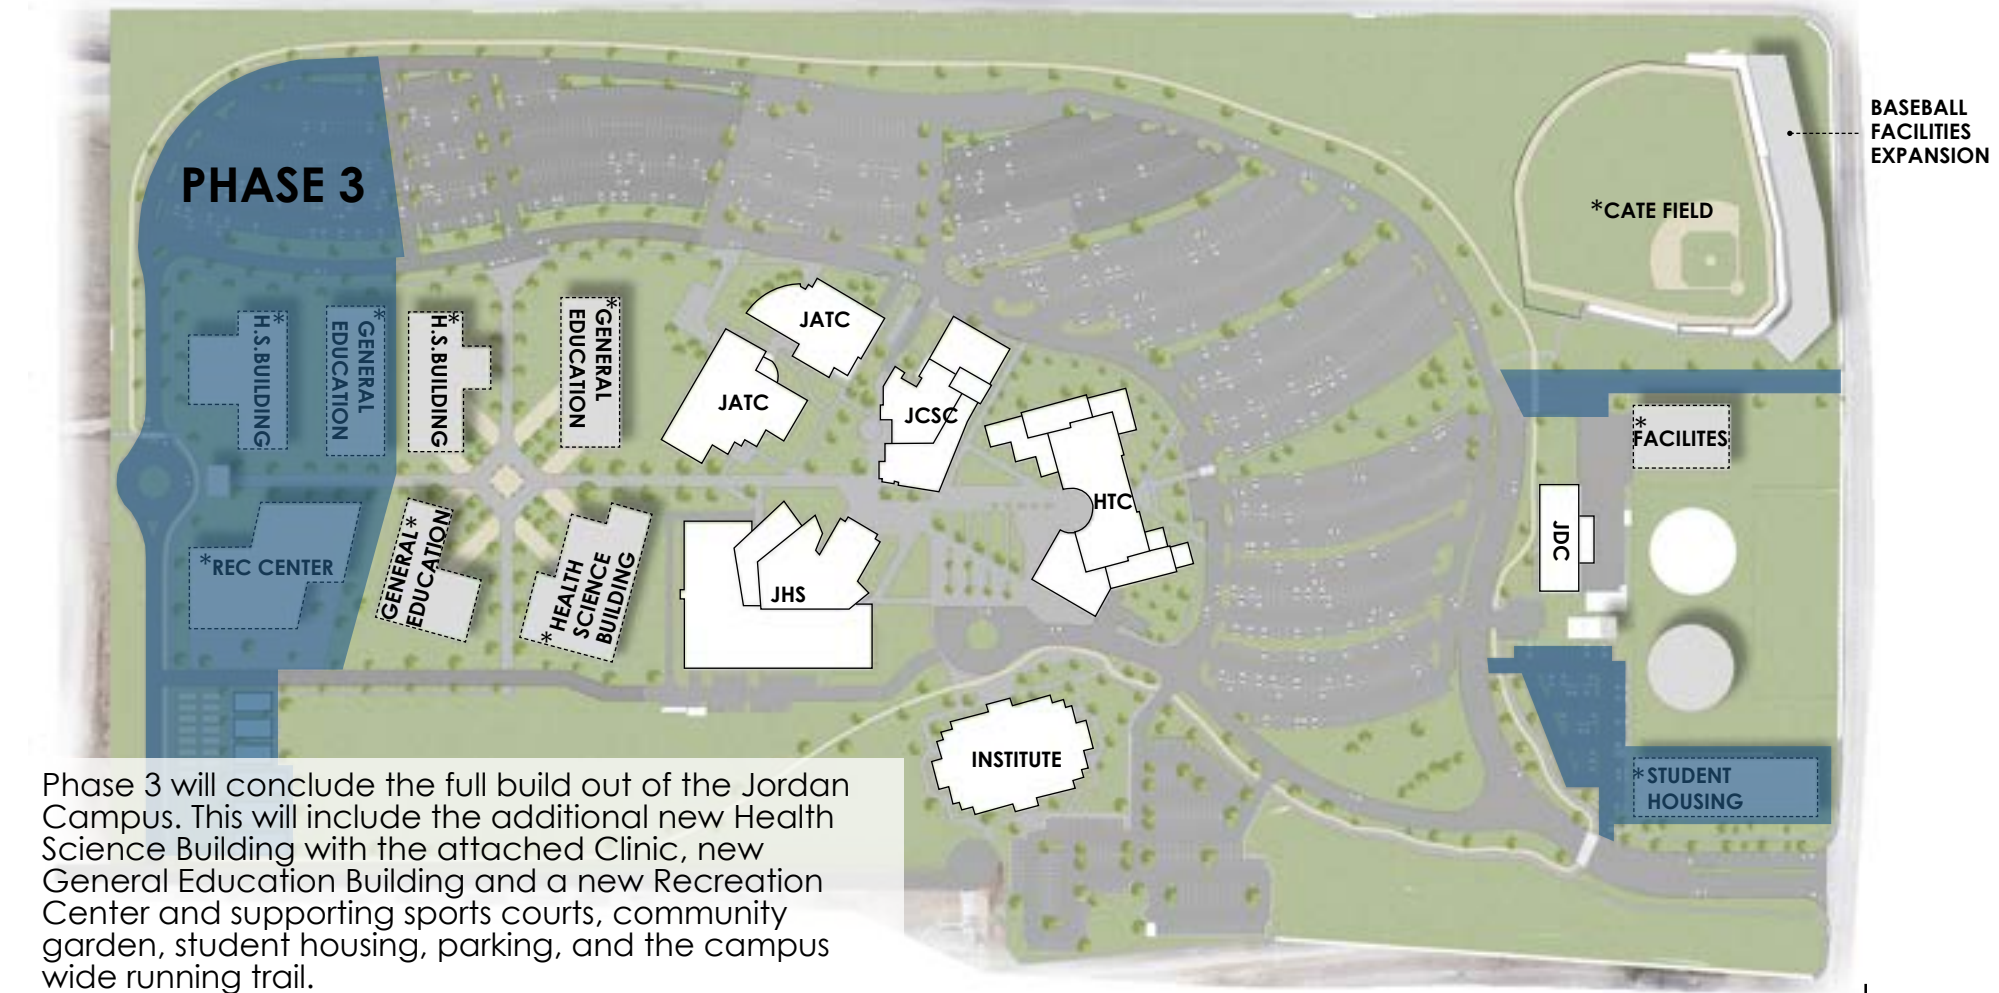 BASEBALL
FACILITIES
EXPANSION
PHASE 3
*CATE FIELD
*H.S.BUILDING
*GENERAL
EDUCATION
*H.S.BUILDING
*GENERAL
EDUCATION
JATC
JATC
JCSC
*FACILITES
HTC
JDC
*REC CENTER
GENERAL*
EDUCATION
*HEALTH
SCIENCE
BUILDING
JHS
INSTITUTE
*STUDENT
HOUSING
Phase 3 will conclude the full build out of the Jordan
Campus. This will include the additional new Health
Science Building with the attached Clinic, new
General Education Building and a new Recreation
Center and supporting sports courts, community
garden, student housing, parking, and the campus
wide running trail.